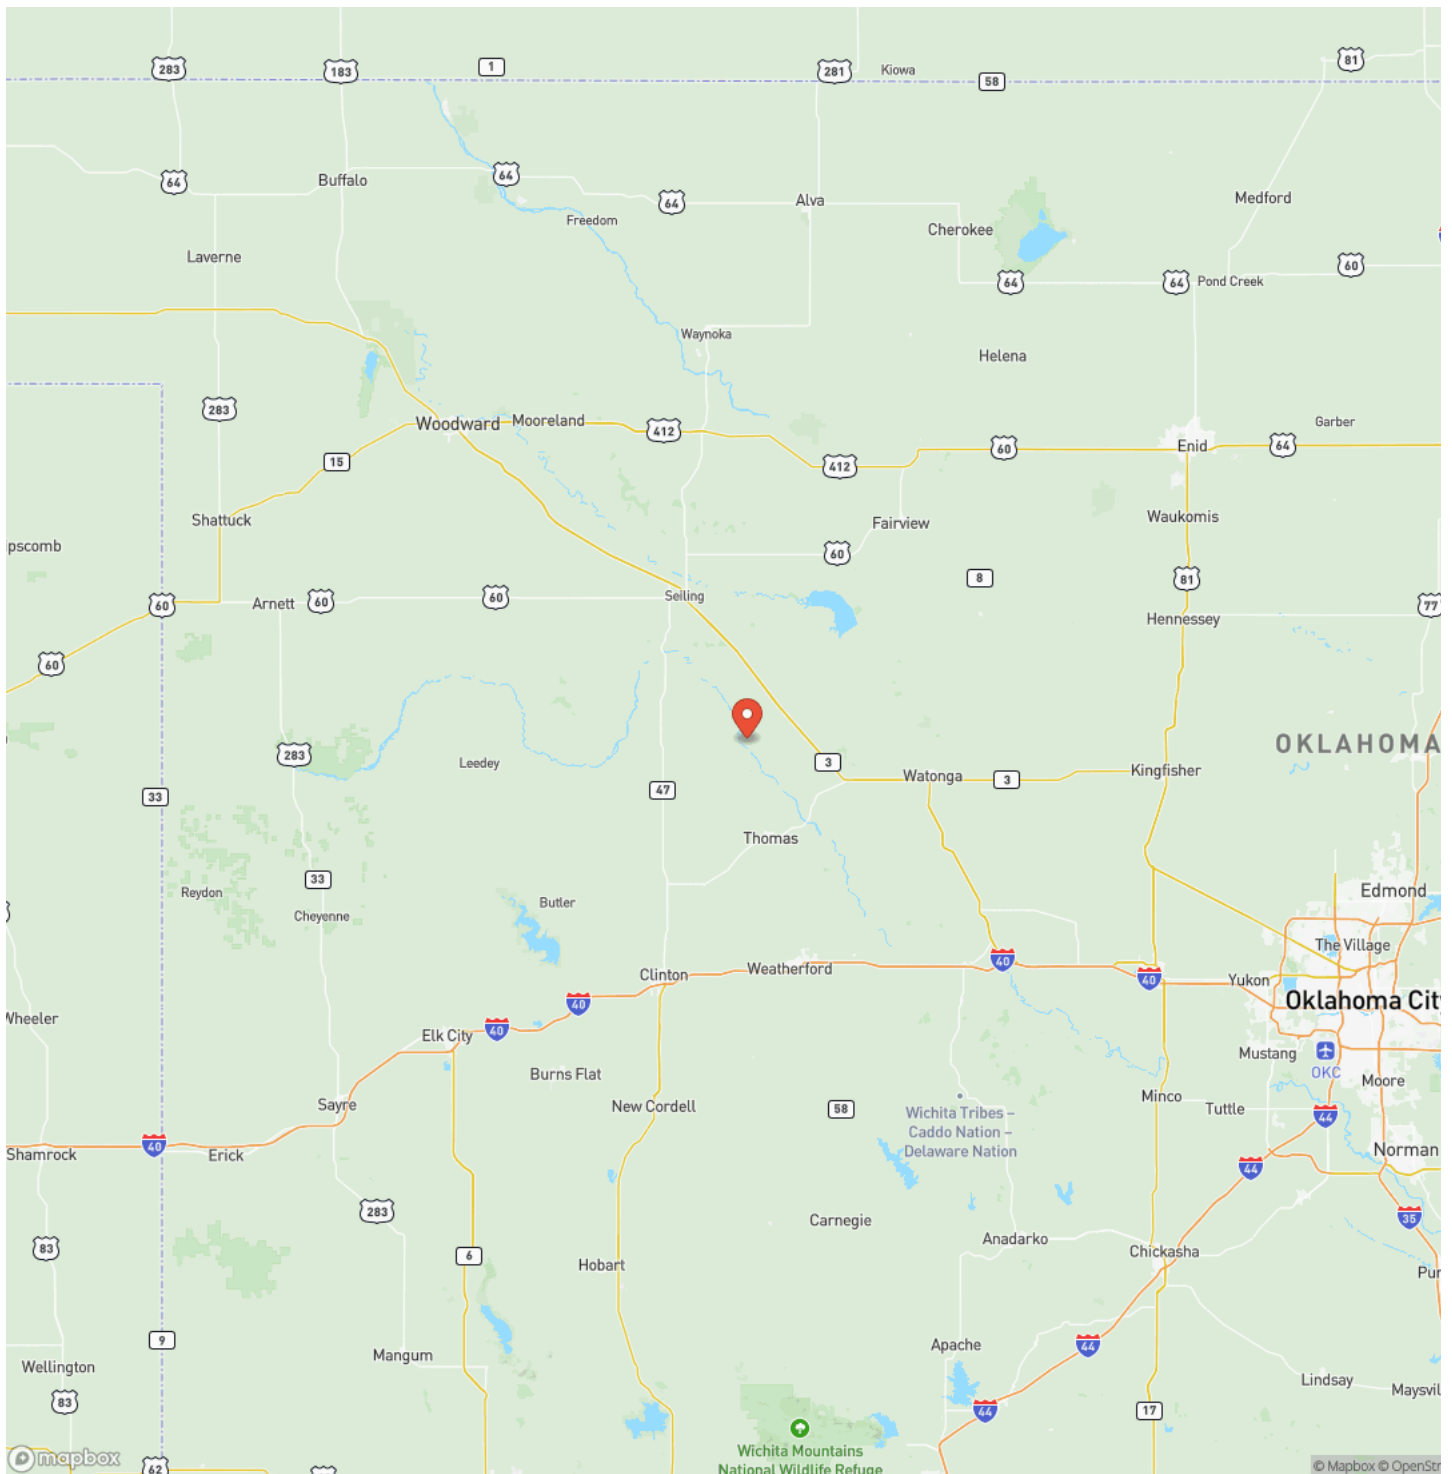 283
183
1
281
Kiowa
58
81
64
Buffalo
64
64
Alva
Medford
Freedom
Cherokee
Laverne
64
64
Pond Creek
60
Waynoka
Helena
283
Woodward
Mooreland
412
Garber
15
412
60
Enid
64
Shattuck
Fairview
Waukomis
pscomb
60
8
81
60
Arnett
60
60
Seiling
Hennessey
77
60
283
Leedey
3
Watonga
3
Kingfisher
OKLAHOMA
33
47
Thomas
33
Reydon
Cheyenne
Butler
Edmond
The Village
Clinton
Weatherford
40
40
Yukon
Oklahoma City
Wheeler
40
40
Elk City
Mustang
OKC
Moore
Burns Flat
Sayre
New Cordell
58
Wichita Tribes –
Caddo Nation –
Delaware Nation
Minco
Tuttle
44
Shamrock
40
Erick
Norman
44
283
Carnegie
35
83
6
Hobart
Anadarko
Chickasha
Pur
9
Mangum
Apache
44
Wellington
Lindsay
Maysvil
83
44
17
Wichita Mountains
National Wildlife Refuge
mapbox
62
© Mapbox © OpenStr